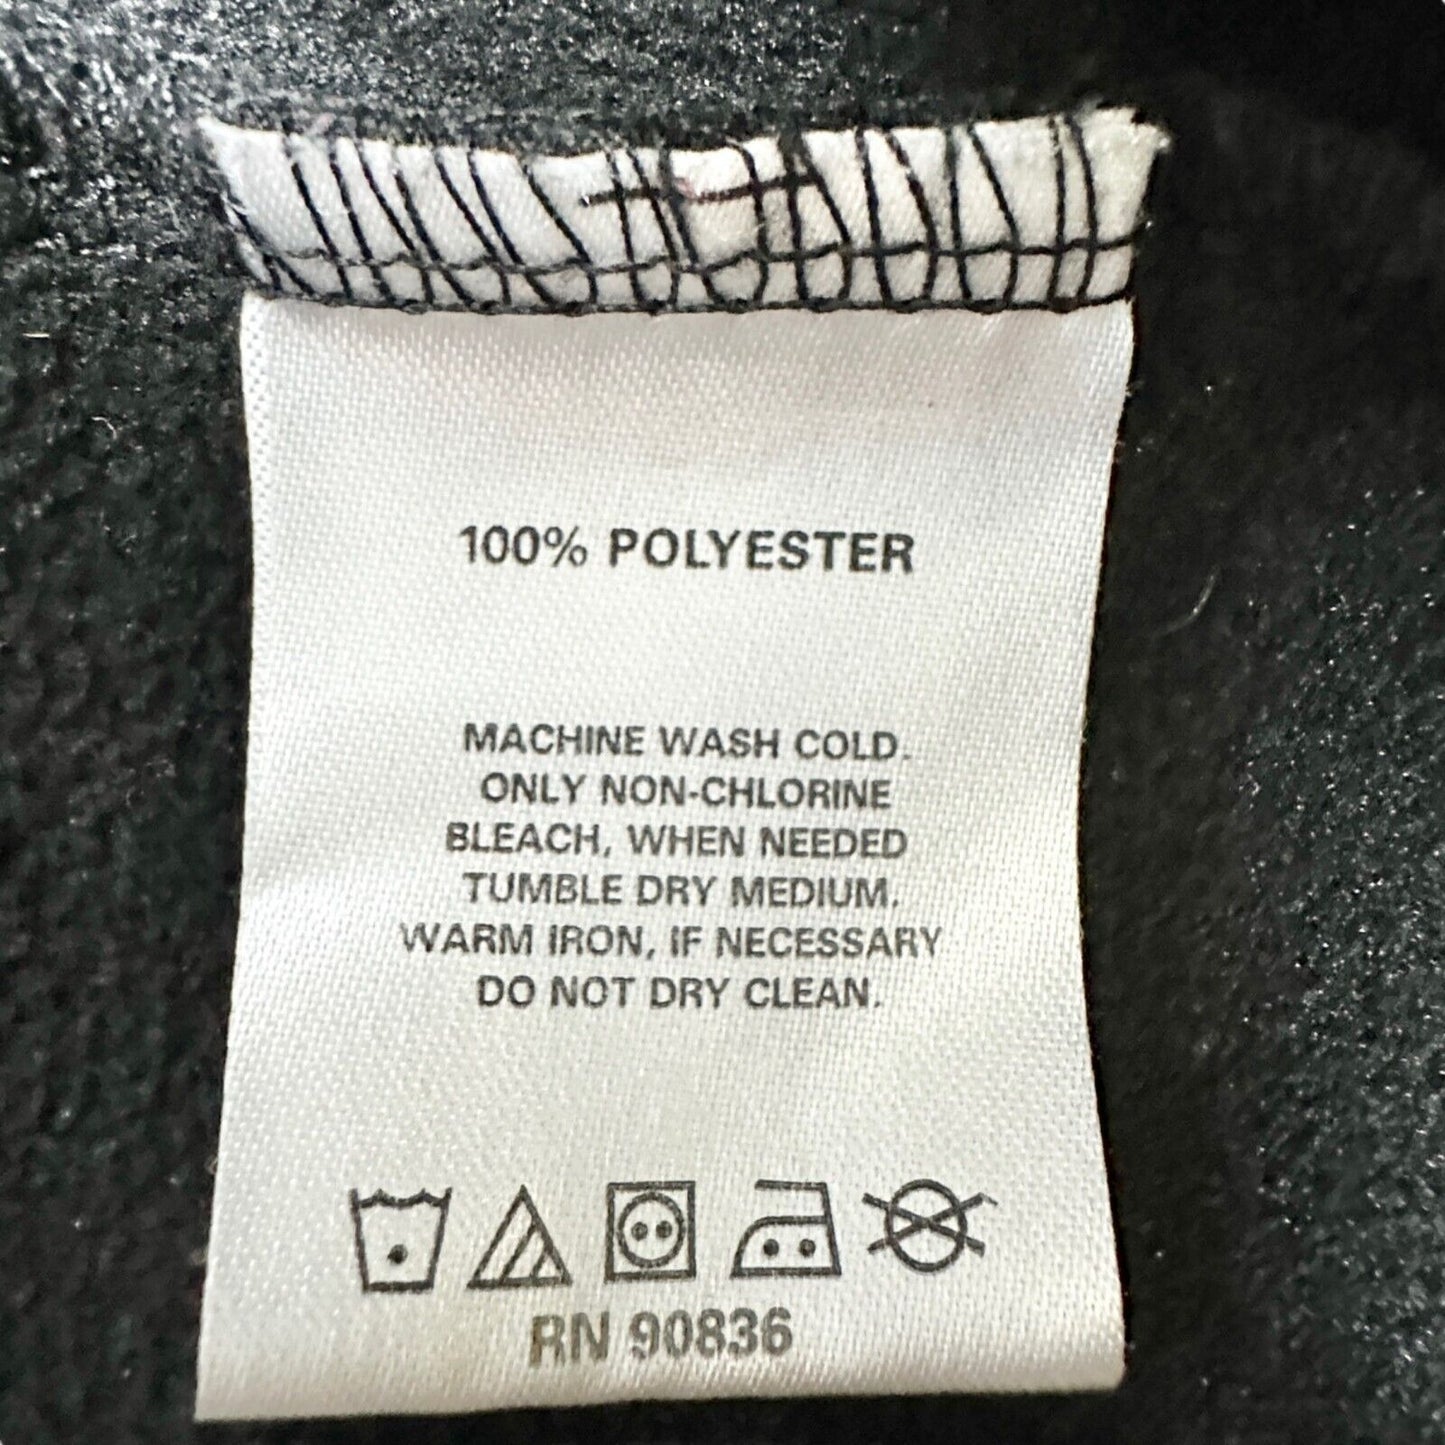 100% POLYESTER
MACHINE WASH COLD.
ONLY NON-CHLORINE
BLEACH, WHEN NEEDED
TUMBLE DRY MEDIUM.
WARM IRON, IF NECESSARY
DO NOT DRY CLEAN.
RN 90836